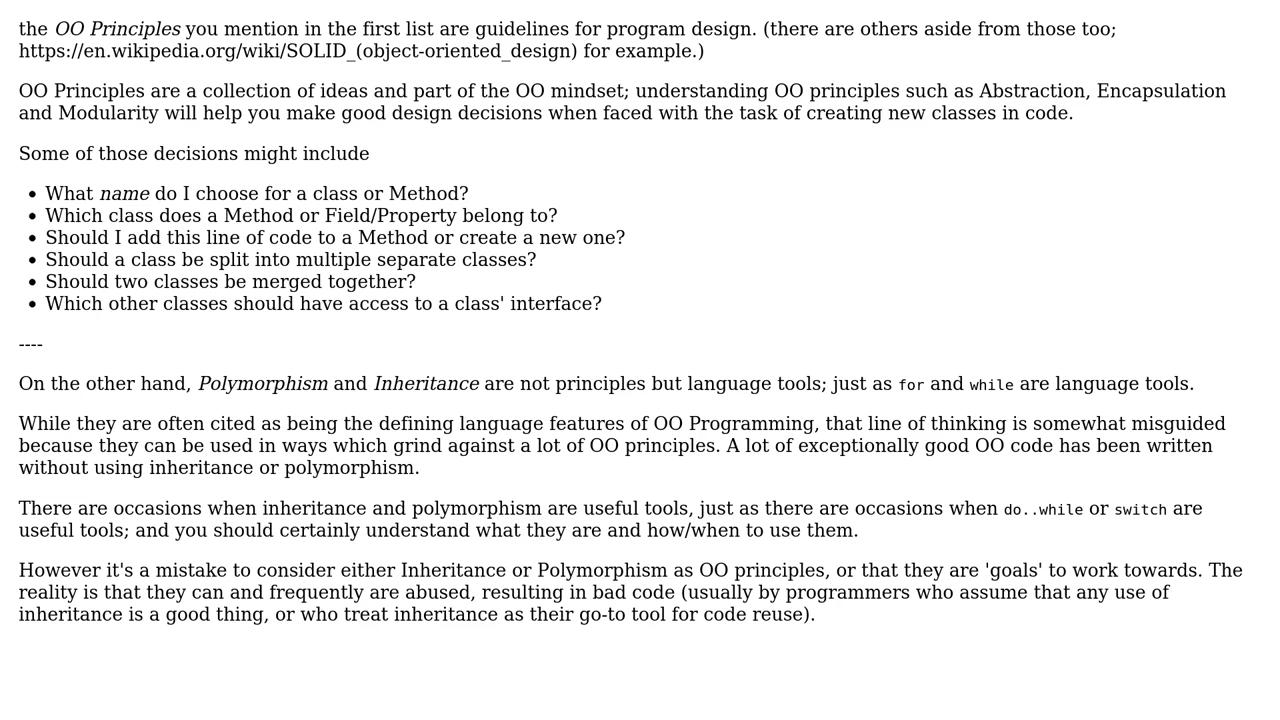 the OO Principles you mention in the first list are guidelines for program design. (there are others aside from those too;
https://en.wikipedia.org/wiki/SOLID_(object-oriented_design) for example.)
OO Principles are a collection of ideas and part of the OO mindset; understanding OO principles such as Abstraction, Encapsulation
and Modularity will help you make good design decisions when faced with the task of creating new classes in code.
Some of those decisions might include
• What name do I choose for a class or Method?
• Which class does a Method or Field/Property belong to?
• Should I add this line of code to a Method or create a new one?
• Should a class be split into multiple separate classes?
• Should two classes be merged together?
• Which other classes should have access to a class' interface?
----
On the other hand, Polymorphism and Inheritance are not principles but language tools; just as for and while are language tools.
While they are often cited as being the defining language features of OO Programming, that line of thinking is somewhat misguided
because they can be used in ways which grind against a lot of OO principles. A lot of exceptionally good OO code has been written
without using inheritance or polymorphism.
There are occasions when inheritance and polymorphism are useful tools, just as there are occasions when do..while or switch are
useful tools; and you should certainly understand what they are and how/when to use them.
However it's a mistake to consider either Inheritance or Polymorphism as OO principles, or that they are 'goals' to work towards. The
reality is that they can and frequently are abused, resulting in bad code (usually by programmers who assume that any use of
inheritance is a good thing, or who treat inheritance as their go-to tool for code reuse).